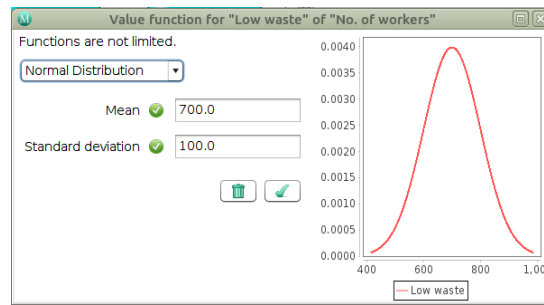 Value function for "Low waste" of "No. of workers"
Functions are not limited.
Normal Distribution
Mean 700.0
Standard deviation 100.0
0.0040
0.0035
0.0030
0.0025
0.0020
0.0015
0.0010
0.0005
0.0000
400 600 800 1,00
Low waste